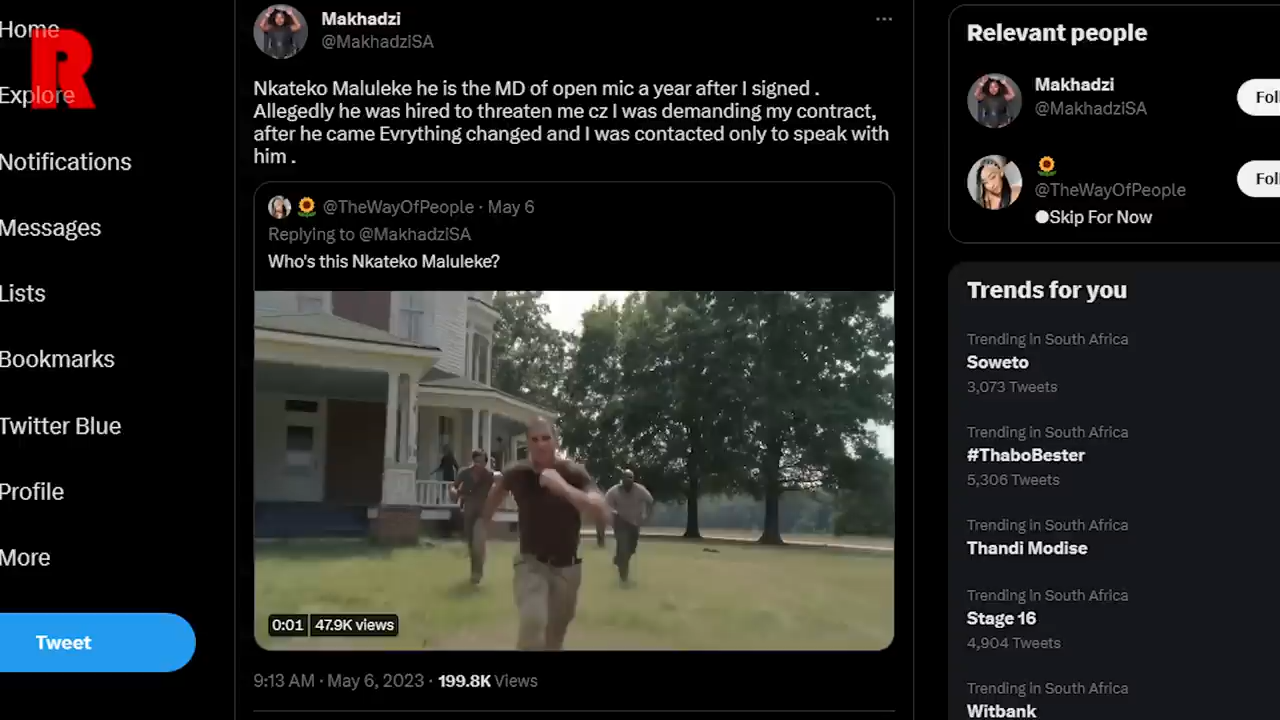 Home
R
Explore
Notifications
Messages
Lists
Bookmarks
Twitter Blue
Profile
More
Tweet
Makhadzi
@MakhadziSA
Nkateko Maluleke he is the MD of open mic a year after I signed .
Allegedly he was hired to threaten me cz I was demanding my contract,
after he came Evrything changed and I was contacted only to speak with
him .
🌻 @TheWayOfPeople · May 6
Replying to @MakhadziSA
Who's this Nkateko Maluleke?
0:01 47.9K views
9:13 AM · May 6, 2023 · 199.8K Views
Relevant people
Makhadzi
@MakhadziSA
Foll
🌻
@TheWayOfPeople
Foll
Skip For Now
Trends for you
Trending in South Africa
Soweto
3,073 Tweets
Trending in South Africa
#ThaboBester
5,306 Tweets
Trending in South Africa
Thandi Modise
Trending in South Africa
Stage 16
4,904 Tweets
Trending in South Africa
Witbank